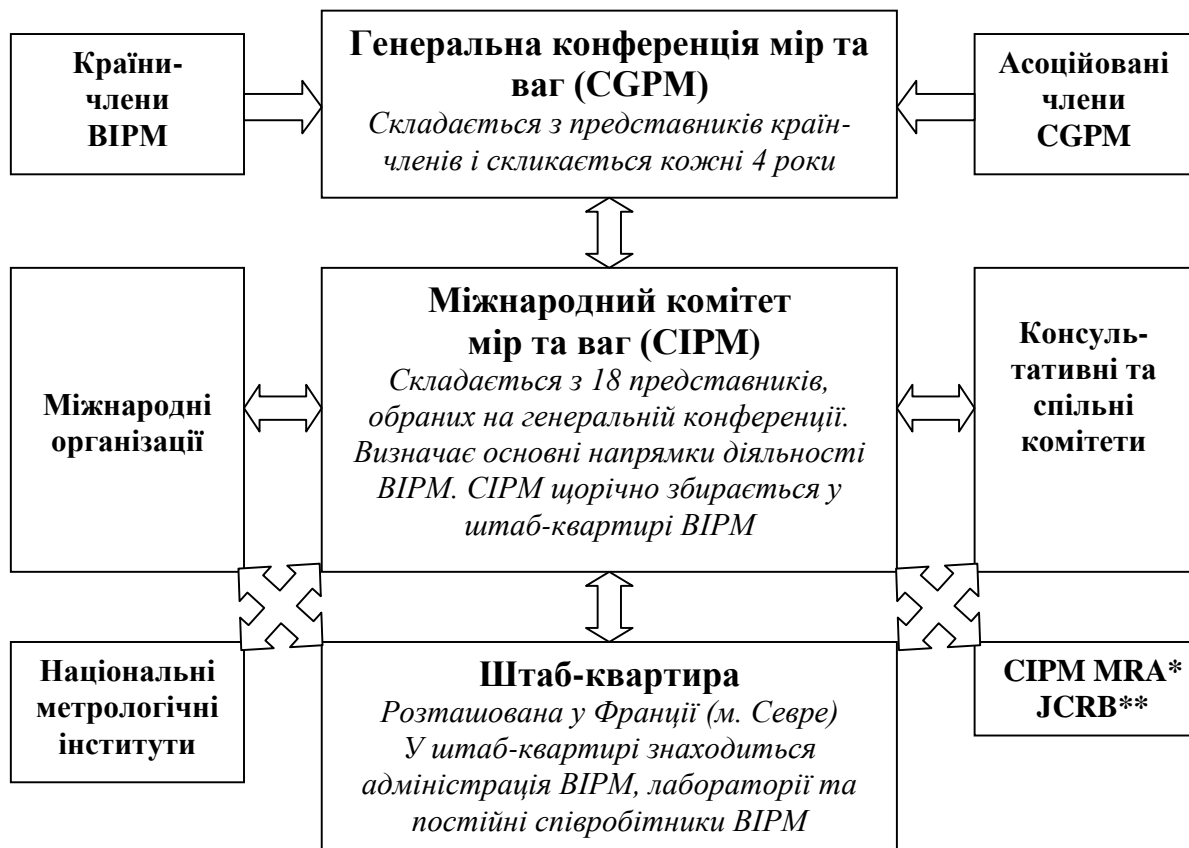 Країни-
члени
BIPM
Генеральна конференція мір та
ваг (CGPM)
Складається з представників країн-
членів і скликається кожні 4 роки
Асоційовані
члени
CGPM
Міжнародні
організації
Міжнародний комітет
мір та ваг (CIPM)
Складається з 18 представників,
обраних на генеральній конференції.
Визначає основні напрямки діяльності
BIPM. CIPM щорічно збирається у
штаб-квартирі BIPM
Консуль-
тативні та
спільні
комітети
Національні
метрологічні
інститути
Штаб-квартира
Розташована у Франції (м. Севре)
У штаб-квартирі знаходиться
адміністрація BIPM, лабораторії та
постійні співробітники BIPM
CIPM MRA*
JCRB**